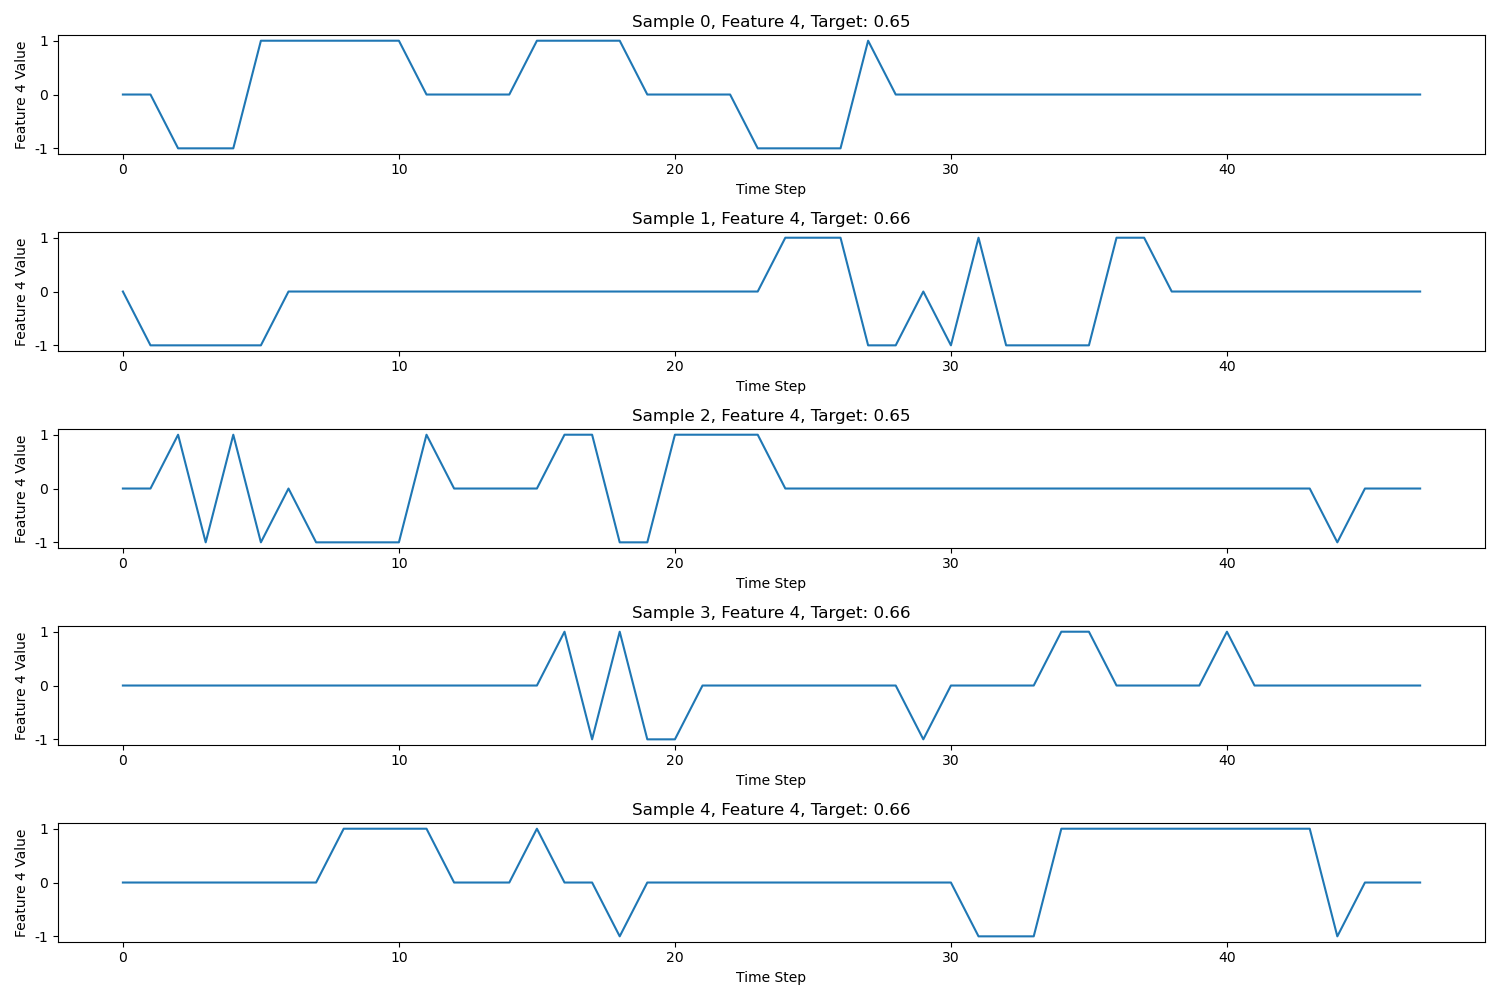 Sample 0, Feature 4, Target: 0.65
Feature 4 Value
1
0
-1
0 10 20 30 40
Time Step
Sample 1, Feature 4, Target: 0.66
Feature 4 Value
1
0
-1
0 10 20 30 40
Time Step
Sample 2, Feature 4, Target: 0.65
Feature 4 Value
1
0
-1
0 10 20 30 40
Time Step
Sample 3, Feature 4, Target: 0.66
Feature 4 Value
1
0
-1
0 10 20 30 40
Time Step
Sample 4, Feature 4, Target: 0.66
Feature 4 Value
1
0
-1
0 10 20 30 40
Time Step